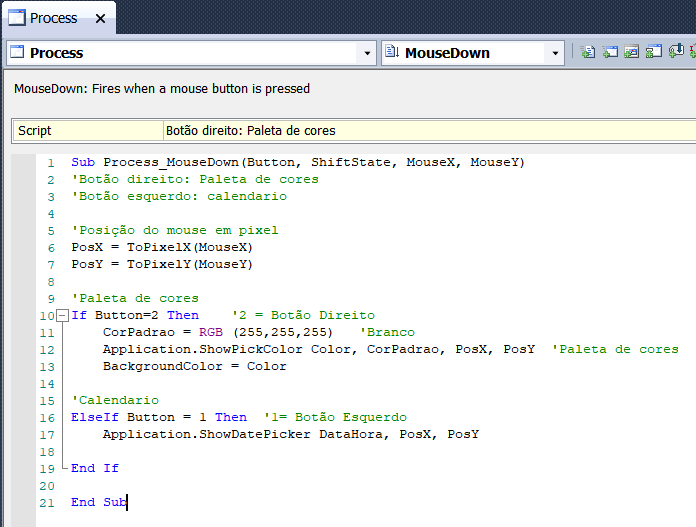 Process
Process MouseDown
MouseDown: Fires when a mouse button is pressed
Script Botão direito: Paleta de cores
1 Sub Process_MouseDown(Button, ShiftState, MouseX, MouseY)
2 'Botão direito: Paleta de cores
3 'Botão esquerdo: calendario
4
5 'Posição do mouse em pixel
6 PosX = ToPixelX(MouseX)
7 PosY = ToPixelY(MouseY)
8
9 'Paleta de cores
10 If Button=2 Then    '2 = Botão Direito
11     CorPadrao = RGB (255,255,255)   'Branco
12     Application.ShowPickColor Color, CorPadrao, PosX, PosY  'Paleta de cores
13     BackgroundColor = Color
14
15 'Calendario
16 ElseIf Button = 1 Then  '1= Botão Esquerdo
17     Application.ShowDatePicker DataHora, PosX, PosY
18
19 End If
20
21 End Sub